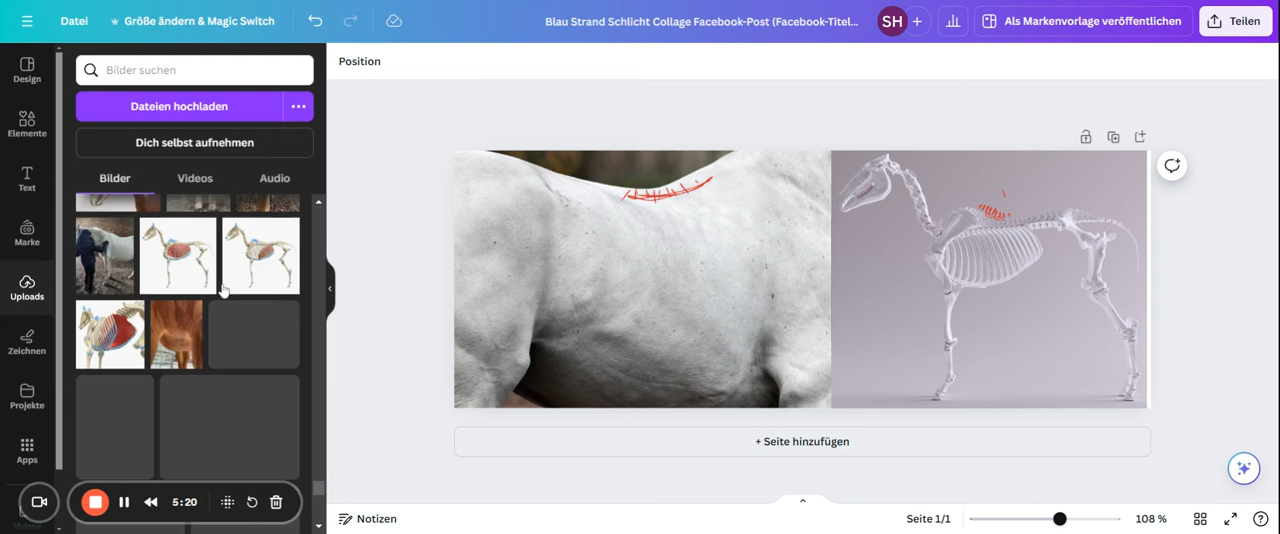 Datei
Größe ändern & Magic Switch
Blau Strand Schlicht Collage Facebook-Post (Facebook-Titel...
SH
+
Als Markenvorlage veröffentlichen
Teilen
Design
Elemente
Text
Marke
Uploads
Zeichnen
Projekte
Apps
Bilder suchen
Dateien hochladen
Dich selbst aufnehmen
Bilder
Videos
Audio
5:20
Position
+ Seite hinzufügen
Notizen
Seite 1/1
108 %